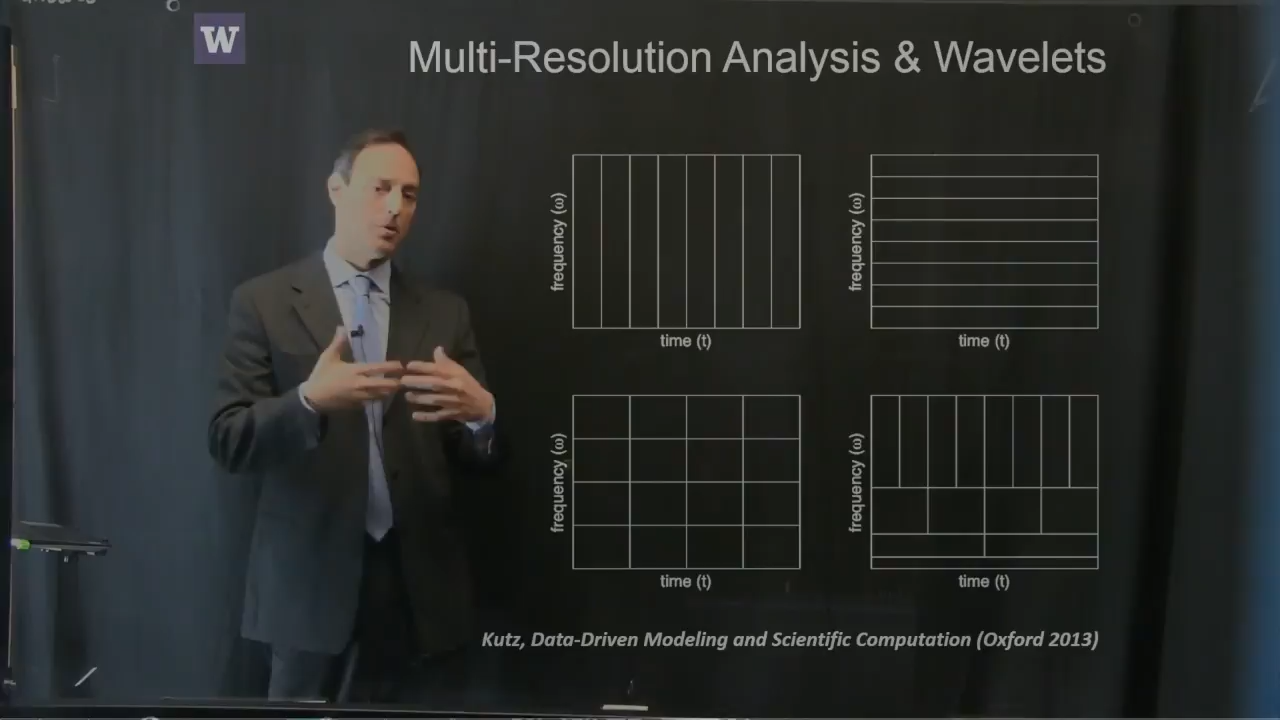 W
Multi-Resolution Analysis & Wavelets
frequency (ω)
time (t)
frequency (ω)
time (t)
frequency (ω)
time (t)
frequency (ω)
time (t)
Kutz, Data-Driven Modeling and Scientific Computation (Oxford 2013)